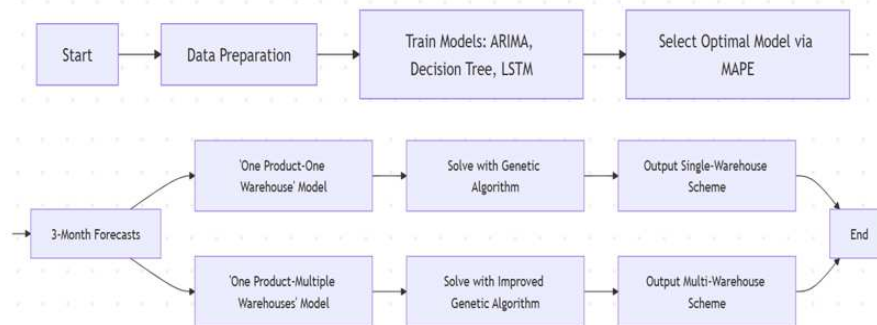 Start
Data Preparation
Train Models: ARIMA,
Decision Tree, LSTM
Select Optimal Model via
MAPE
3-Month Forecasts
'One Product-One
Warehouse' Model
Solve with Genetic
Algorithm
Output Single-Warehouse
Scheme
'One Product-Multiple
Warehouses' Model
Solve with Improved
Genetic Algorithm
Output Multi-Warehouse
Scheme
End